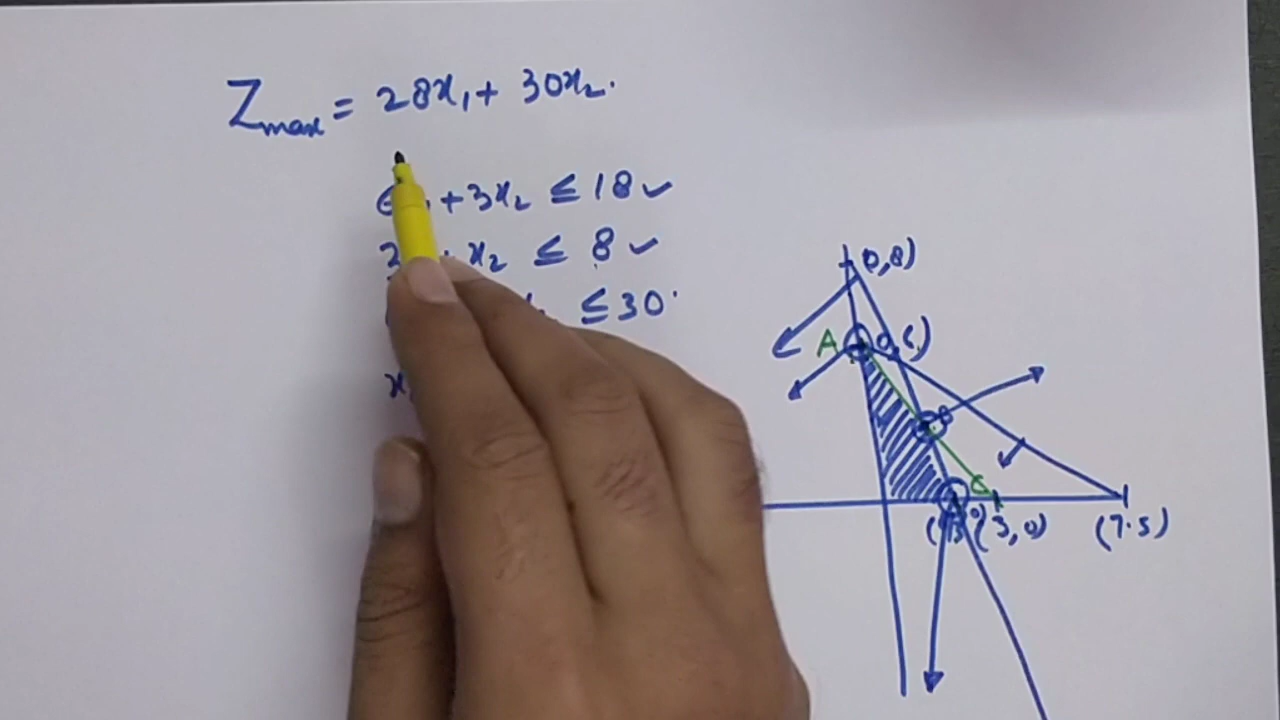 Zmax = 28x₁ + 30x₂.
+ 3x₂ ≤ 18 ✓
x₂ ≤ 8 ✓
≤ 30
(0,8)
A
B
C
(3,0)
(7.5)